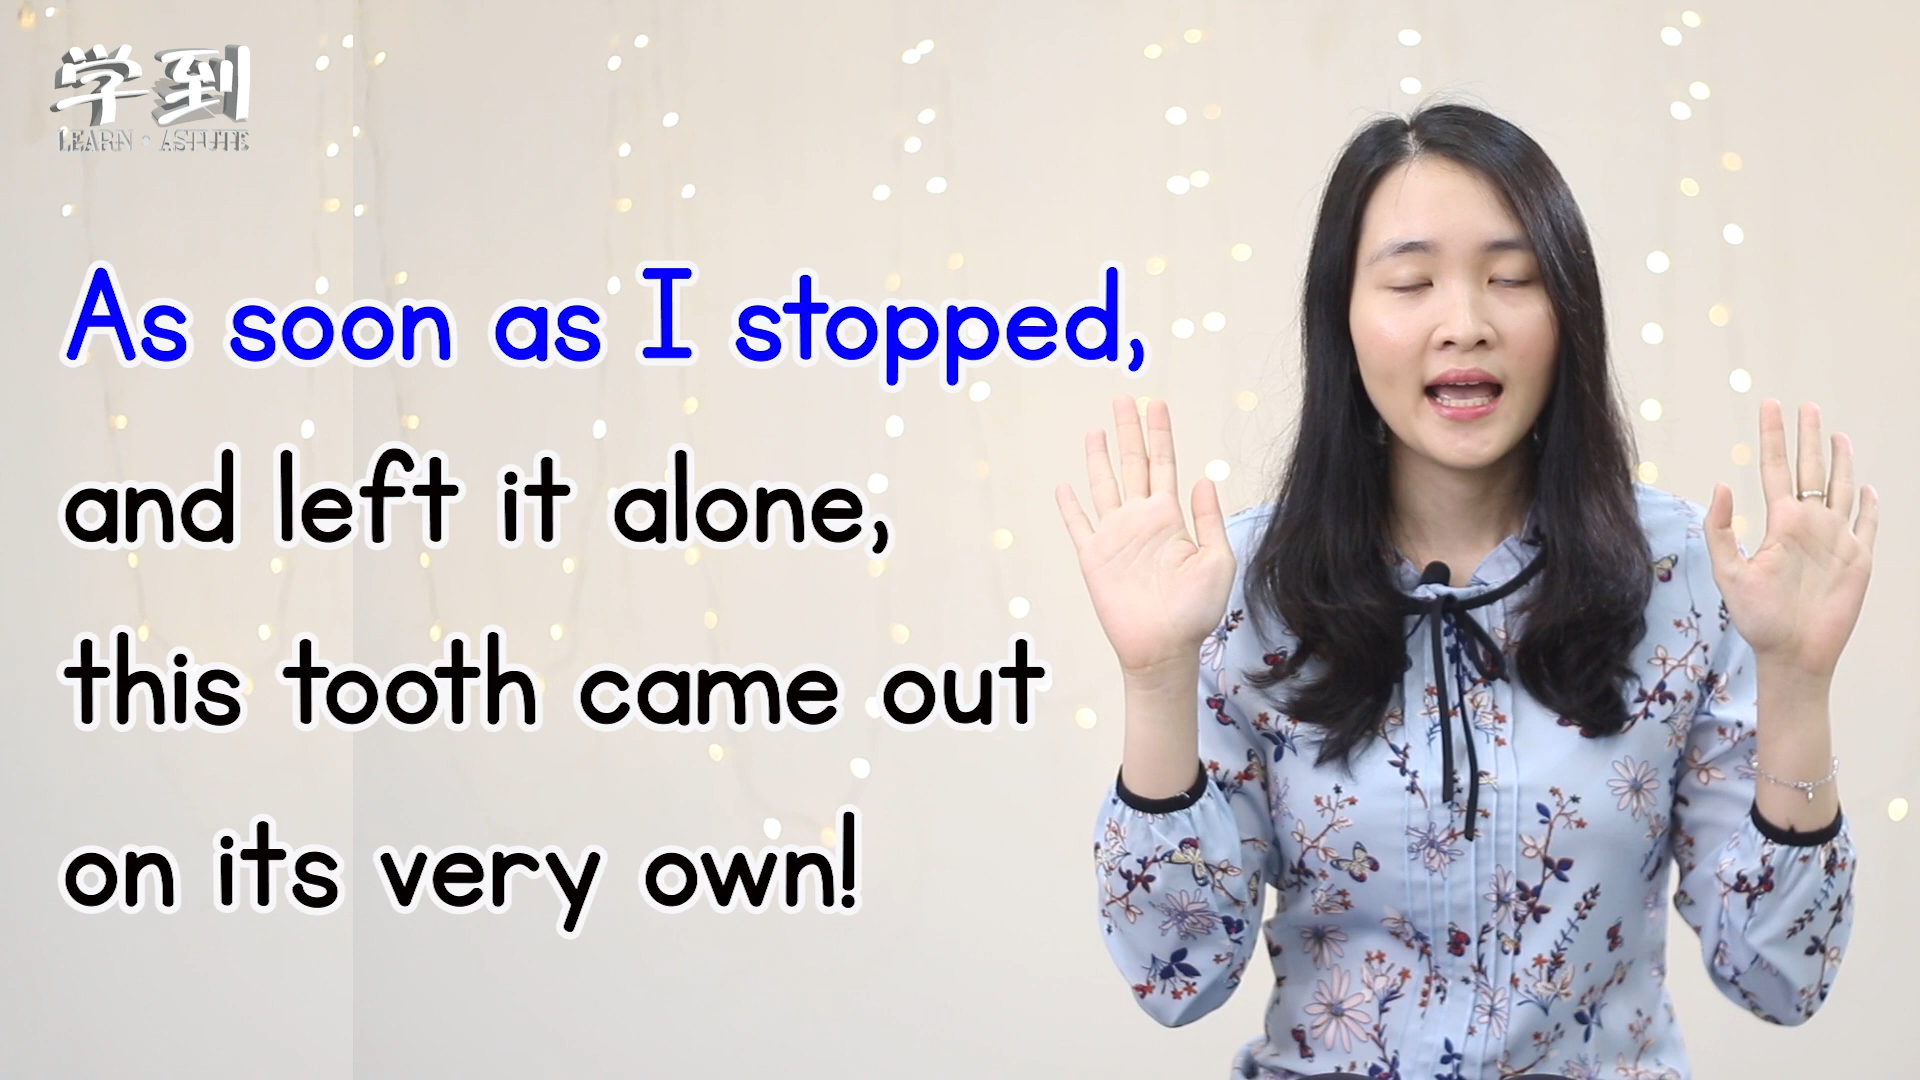 学到
LEARN · ASTUTE
As soon as I stopped,
and left it alone,
this tooth came out
on its very own!